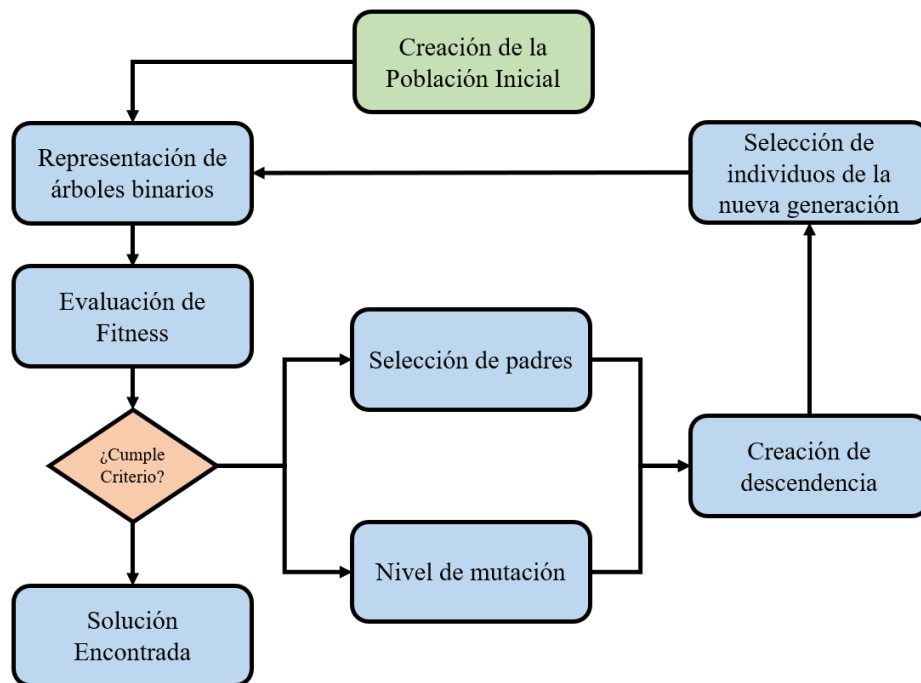 Creación de la
Población Inicial
Representación de
árboles binarios
Selección de
individuos de la
nueva generación
Evaluación de
Fitness
Selección de padres
¿Cumple
Criterio?
Creación de
descendencia
Nivel de mutación
Solución
Encontrada